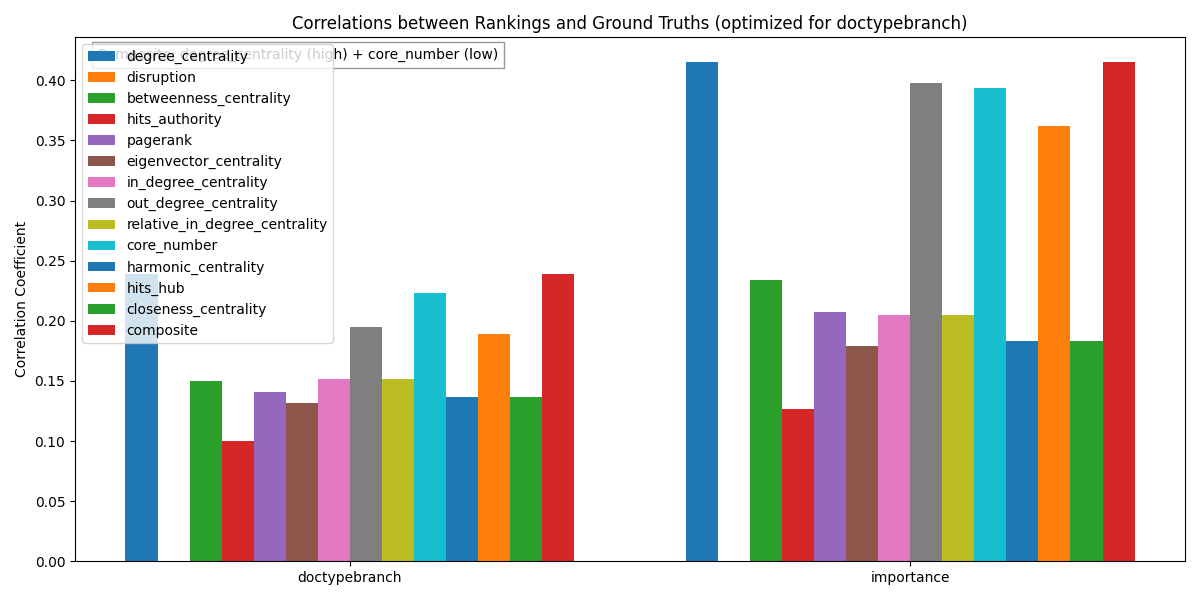 Correlations between Rankings and Ground Truths (optimized for doctypebranch)
Composite: degree_centrality (high) + core_number (low)
degree_centrality
disruption
betweenness_centrality
hits_authority
pagerank
eigenvector_centrality
in_degree_centrality
out_degree_centrality
relative_in_degree_centrality
core_number
harmonic_centrality
hits_hub
closeness_centrality
composite
Correlation Coefficient
0.40
0.35
0.30
0.25
0.20
0.15
0.10
0.05
0.00
doctypebranch
importance